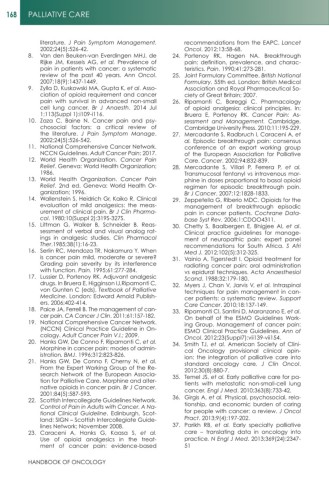 168 PALLIATIVE CARE
literature. J Pain Symptom Management. 2002;24(5):526-42.
8. Van den Beuken-van Everdingen MHJ, de Rijke JM, Kessels AG, et al. Prevalence of pain in patients with cancer: a systematic review of the past 40 years. Ann Oncol. 2007;18(9):1437-1449.
9. Zylla D, Kuskowski MA, Gupta K, et al. Association of opioid requirement and cancer pain with survival in advanced non-small cell lung cancer. Br J Anaesth. 2014 Jul 1;113(Suppl 1):i109-i116.
10. Zaza C, Baine N. Cancer pain and psychosocial factors: a critical review of the literature. J Pain Symptom Manage. 2002;24(5):526-542.
11. National Comprehensive Cancer Network. NCCN Guidelines. Adult Cancer Pain: 2017.
12. World Health Organization. Cancer Pain Relief. Geneva: World Health Organization; 1986.
13. World Health Organization. Cancer Pain Relief. 2nd ed. Geneva: World Health Organization; 1996.
14. Wallenstein S, Heidrich Gr, Kaiko R. Clinical evaluation of mild analgesics: the measurement of clinical pain. Br J Clin Pharmacol. 1980;10(Suppl 2):319S-327S.
15. Littman G, Walker B, Schneider B. Reassessment of verbal and visual analog ratings in analgesic studies. Clin Pharmacol Ther. 1985;38(1):16-23.
16. Serlin RC, Mendoza TR, Nakamura Y. When is cancer pain mild, moderate or severe? Grading pain severity by its interference with function. Pain. 1995;61:277-284.
17. Lussier D, Portenoy RK. Adjuvant analgesic drugs. In Bruera E, Higginson I,Ripamonti C, von Gunten C (eds). Textbook of Palliative Medicine. London: Edward Arnold Publishers. 2006:402-414.
18. Paice JA, Ferrell B. The management of cancer pain. CA Cancer J Clin. 2011;61:157-182.
19. National Comprehensive Cancer Network (NCCN) Clinical Practice Guideline in Oncology. Adult Cancer Pain V.I.; 2009.
20. Hanks GW, De Conno F, Ripamonti C, et al. Morphine in cancer pain: modes of administration. BMJ. 1996;312:823-826.
21. Hanks GW, De Conno F, Cherny N, et al. From the Expert Working Group of the Research Network of the European Association for Palliative Care. Morphine and alternative opioids in cancer pain. Br J Cancer. 2001;84(5):587-593.
22. Scottish Intercollegiate Guidelines Network. Control of Pain in Adults with Cancer. A National Clinical Guideline. Edinburgh, Scotland: SIGN – Scottish Intercollegiate Guidelines Network; November 2008.
23. Caraceni A, Hanks G, Kaasa S, et al. Use of opioid analgesics in the treatment of cancer pain: evidence-based
recommendations from the EAPC. Lancet Oncol. 2012;13:58-68.
24. Portenoy RK, Hagen NA. Breakthrough pain: definition, prevalence, and characteristics. Pain. 1990;41:273-281.
25. Joint Formulary Committee. British National Formulary. 55th ed. London: British Medical Association and Royal Pharmaceutical Society of Great Britain; 2007.
26. Ripamonti C, Bareggi C. Pharmacology of opioid analgesia: clinical principles. In: Bruera E, Portenoy RK. Cancer Pain: Assessment and Management. Cambridge. Cambridge University Press. 2010;11:195-229.
27. Mercadante S, Radbruch L, Caraceni A, et al. Episodic breakthrough pain: consensus conference of an expert working group of the European Association for Palliative Care. Cancer. 2002;94:832-839.
28. Mercadante S, Villari P, Ferrera P, et al. Transmucosal fentanyl vs intravenous morphine in doses proportional to basal opioid regimen for episodic breakthrough pain. Br J Cancer. 2007;12:1828-1833.
29. Zeppetella G, Riberio MDC. Opioids for the management of breakthrough episodic pain in cancer patients. Cochrane Database Syst Rev. 2006;1:CDOO4311.
30. Chetty S, Baalbergen E, Bhigjee AI, et al. Clinical practice guidelines for management of neuropathic pain: expert panel recommendations for South Africa. S Afri Med J. 2012;102(5):312-325.
31. Vainio A, Tigerstedt I. Opioid treatment for radiating cancer pain: oral administration vs epidural techniques. Acta Anaesthesiol Scand. 1988;32:179-180.
32. Myers J, Chan V, Jarvis V, et al. Intraspinal techniques for pain management in cancer patients: a systematic review. Support Care Cancer. 2010;18:137-149.
33. Ripamonti CI, Santini D, Maranzano E, et al. On behalf of the ESMO Guidelines Working Group. Management of cancer pain: ESMO Clinical Practice Guidelines. Ann of Oncol. 2012;23(Supp7):vii139-vii154.
34. Smith TJ, et al. American Society of Clinical Oncology provisional clinical opinion: the integration of palliative care into standard oncology care. J Clin Oncol. 2012;30(8):880-7.
35. Temel JS, et al. Early palliative care for patients with metastatic non-small-cell lung cancer. Engl J Med. 2010;363(8):733-42.
36. Girgis A, et al. Physical, psychosocial, relationship, and economic burden of caring for people with cancer: a review. J Oncol Pract. 2013;9(4):197-202.
37. Parikh RB, et al. Early specialty palliative care – translating data in oncology into practice. N Engl J Med. 2013;369(24):2347-51
HANDBOOK OF ONCOLOGY